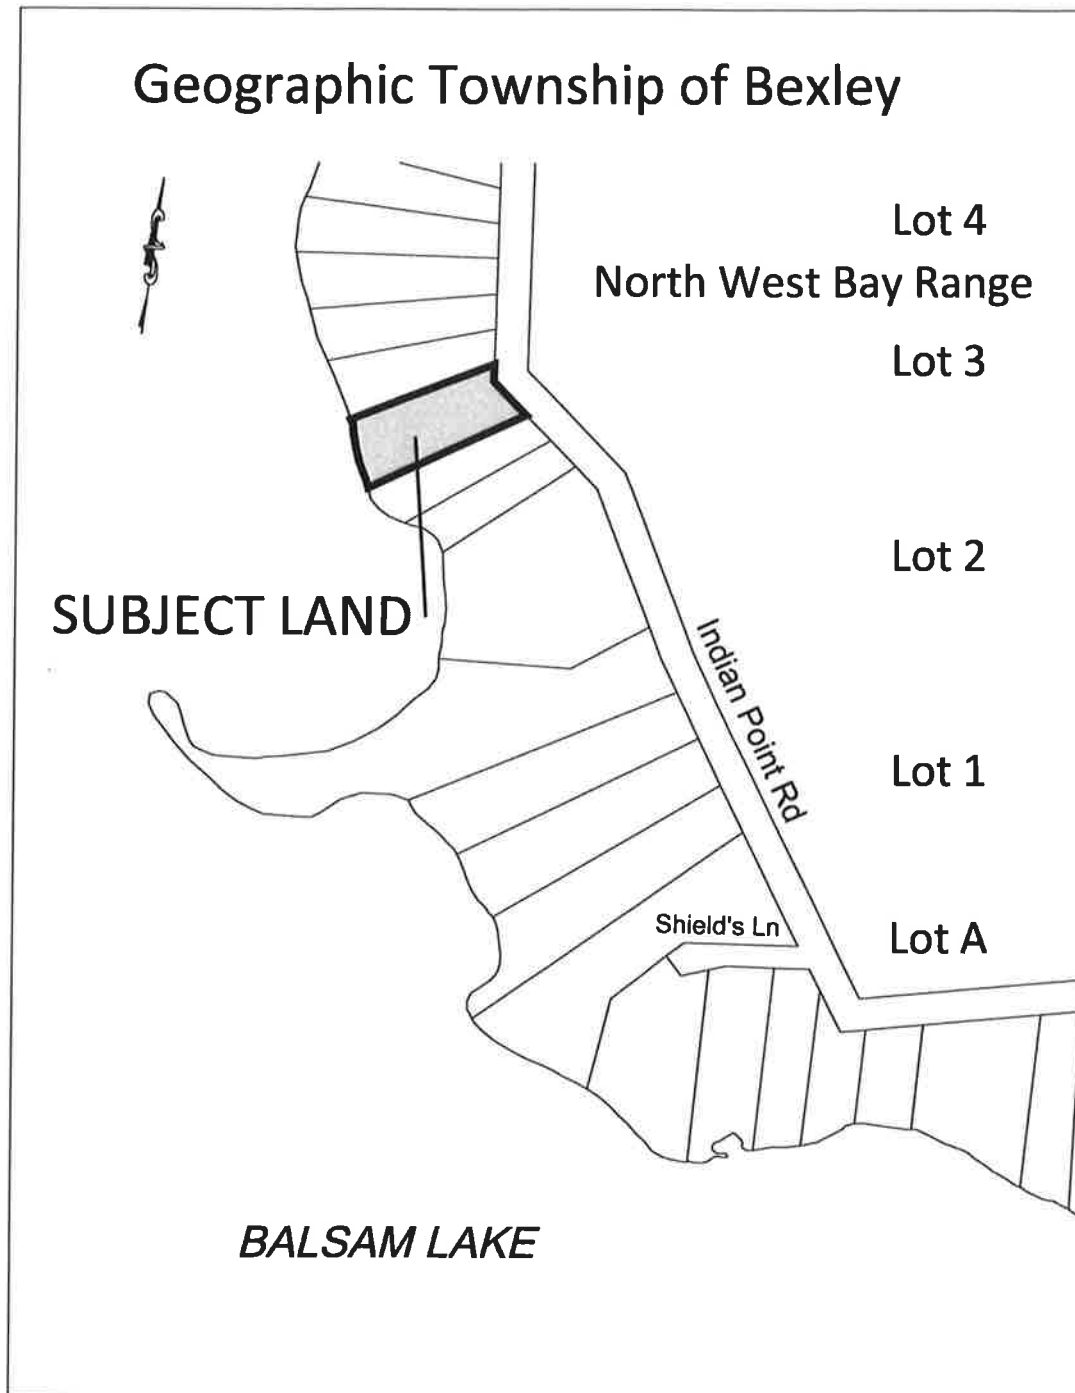 Geographic Township of Bexley
Lot 4
North West Bay Range
Lot 3
Lot 2
SUBJECT LAND
Indian Point Rd
Lot 1
Shield's Ln
Lot A
BALSAM LAKE